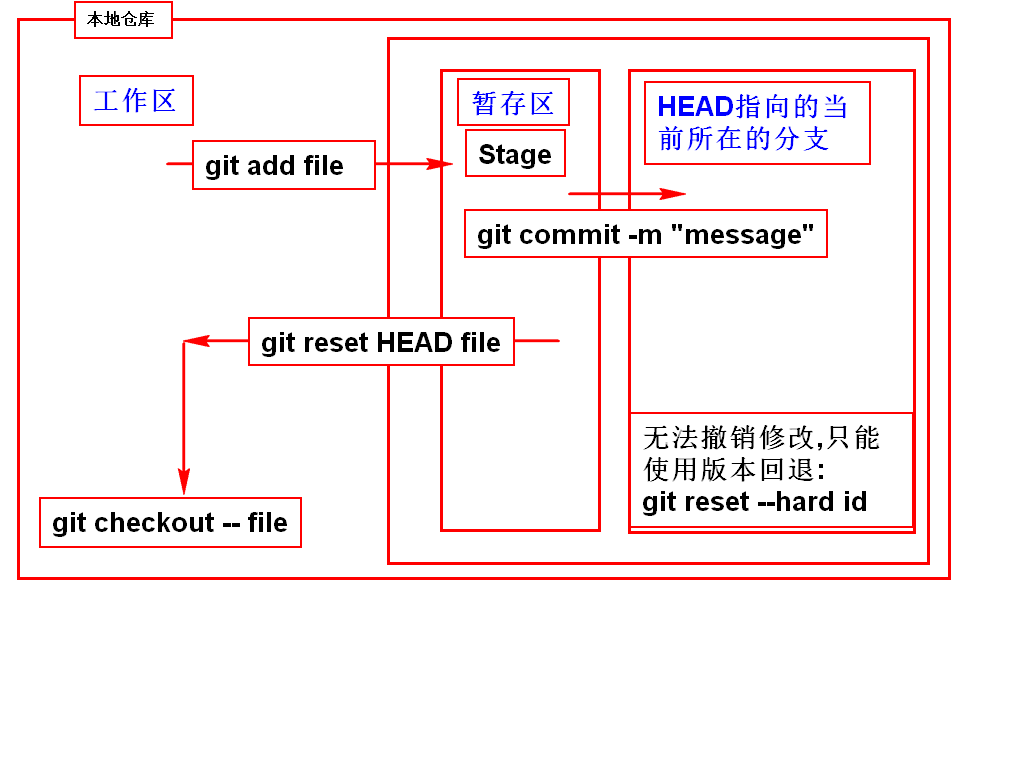 本地仓库
工作区
暂存区
Stage
HEAD指向的当
前所在的分支
git add file
git commit -m "message"
git reset HEAD file
无法撤销修改,只能
使用版本回退:
git reset --hard id
git checkout -- file